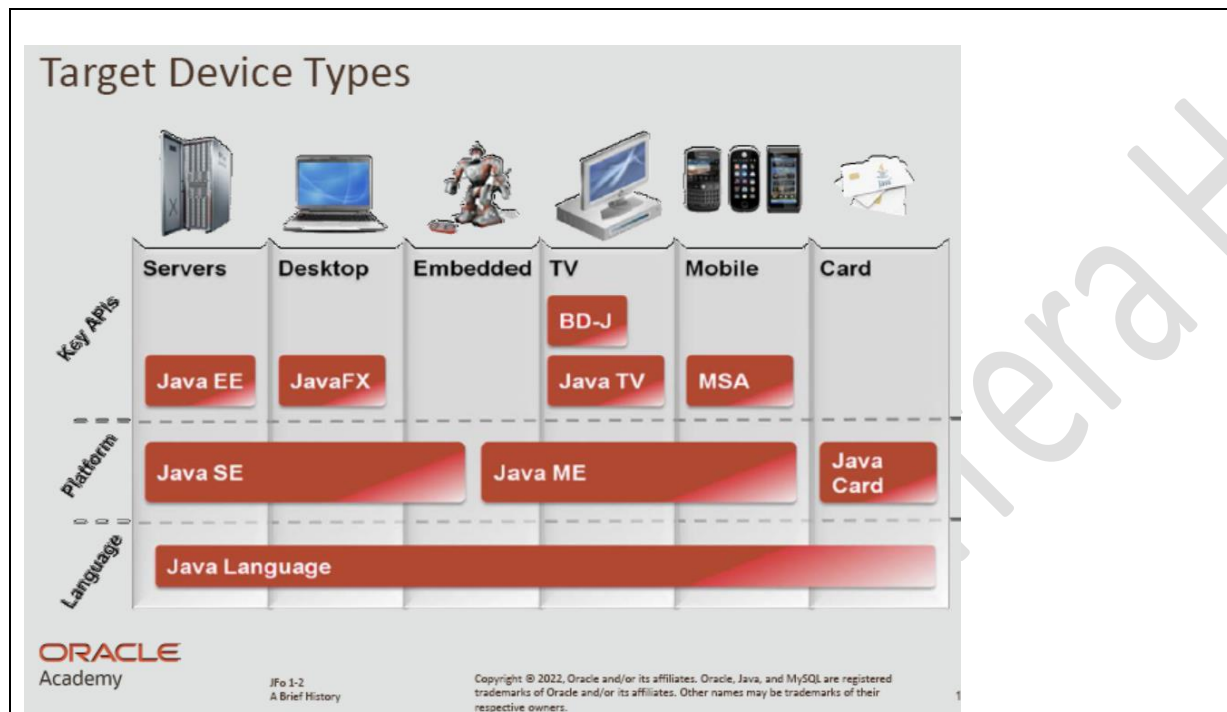 Target Device Types
Servers Desktop Embedded TV Mobile Card
Key APIs
BD-J
Java EE JavaFX Java TV MSA
Platform
Java SE Java ME Java Card
Language
Java Language
ORACLE
Academy
JFo 1-2
A Brief History
Copyright © 2022, Oracle and/or its affiliates. Oracle, Java, and MySQL are registered
trademarks of Oracle and/or its affiliates. Other names may be trademarks of their
respective owners.
1